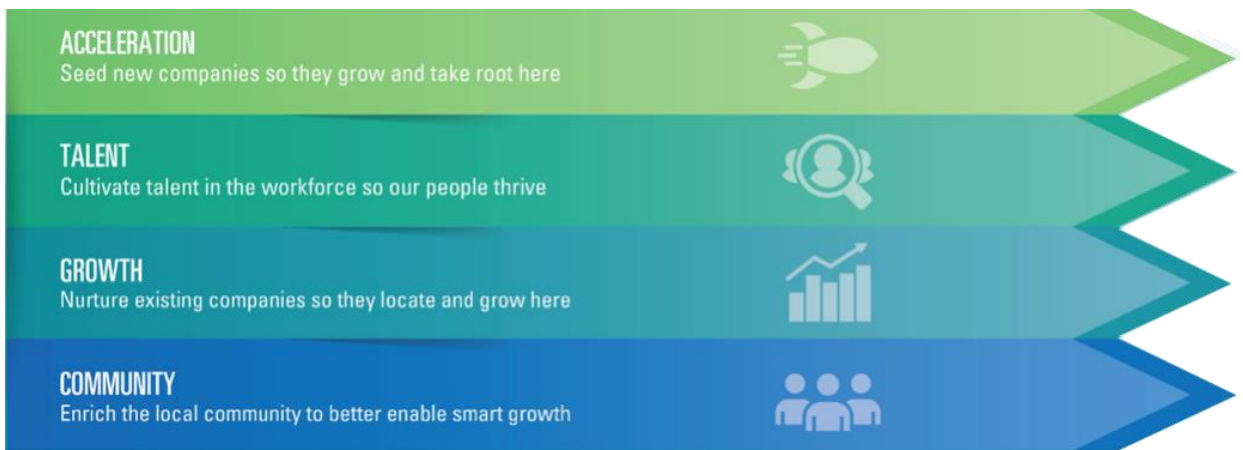 ACCELERATION
Seed new companies so they grow and take root here
TALENT
Cultivate talent in the workforce so our people thrive
GROWTH
Nurture existing companies so they locate and grow here
COMMUNITY
Enrich the local community to better enable smart growth